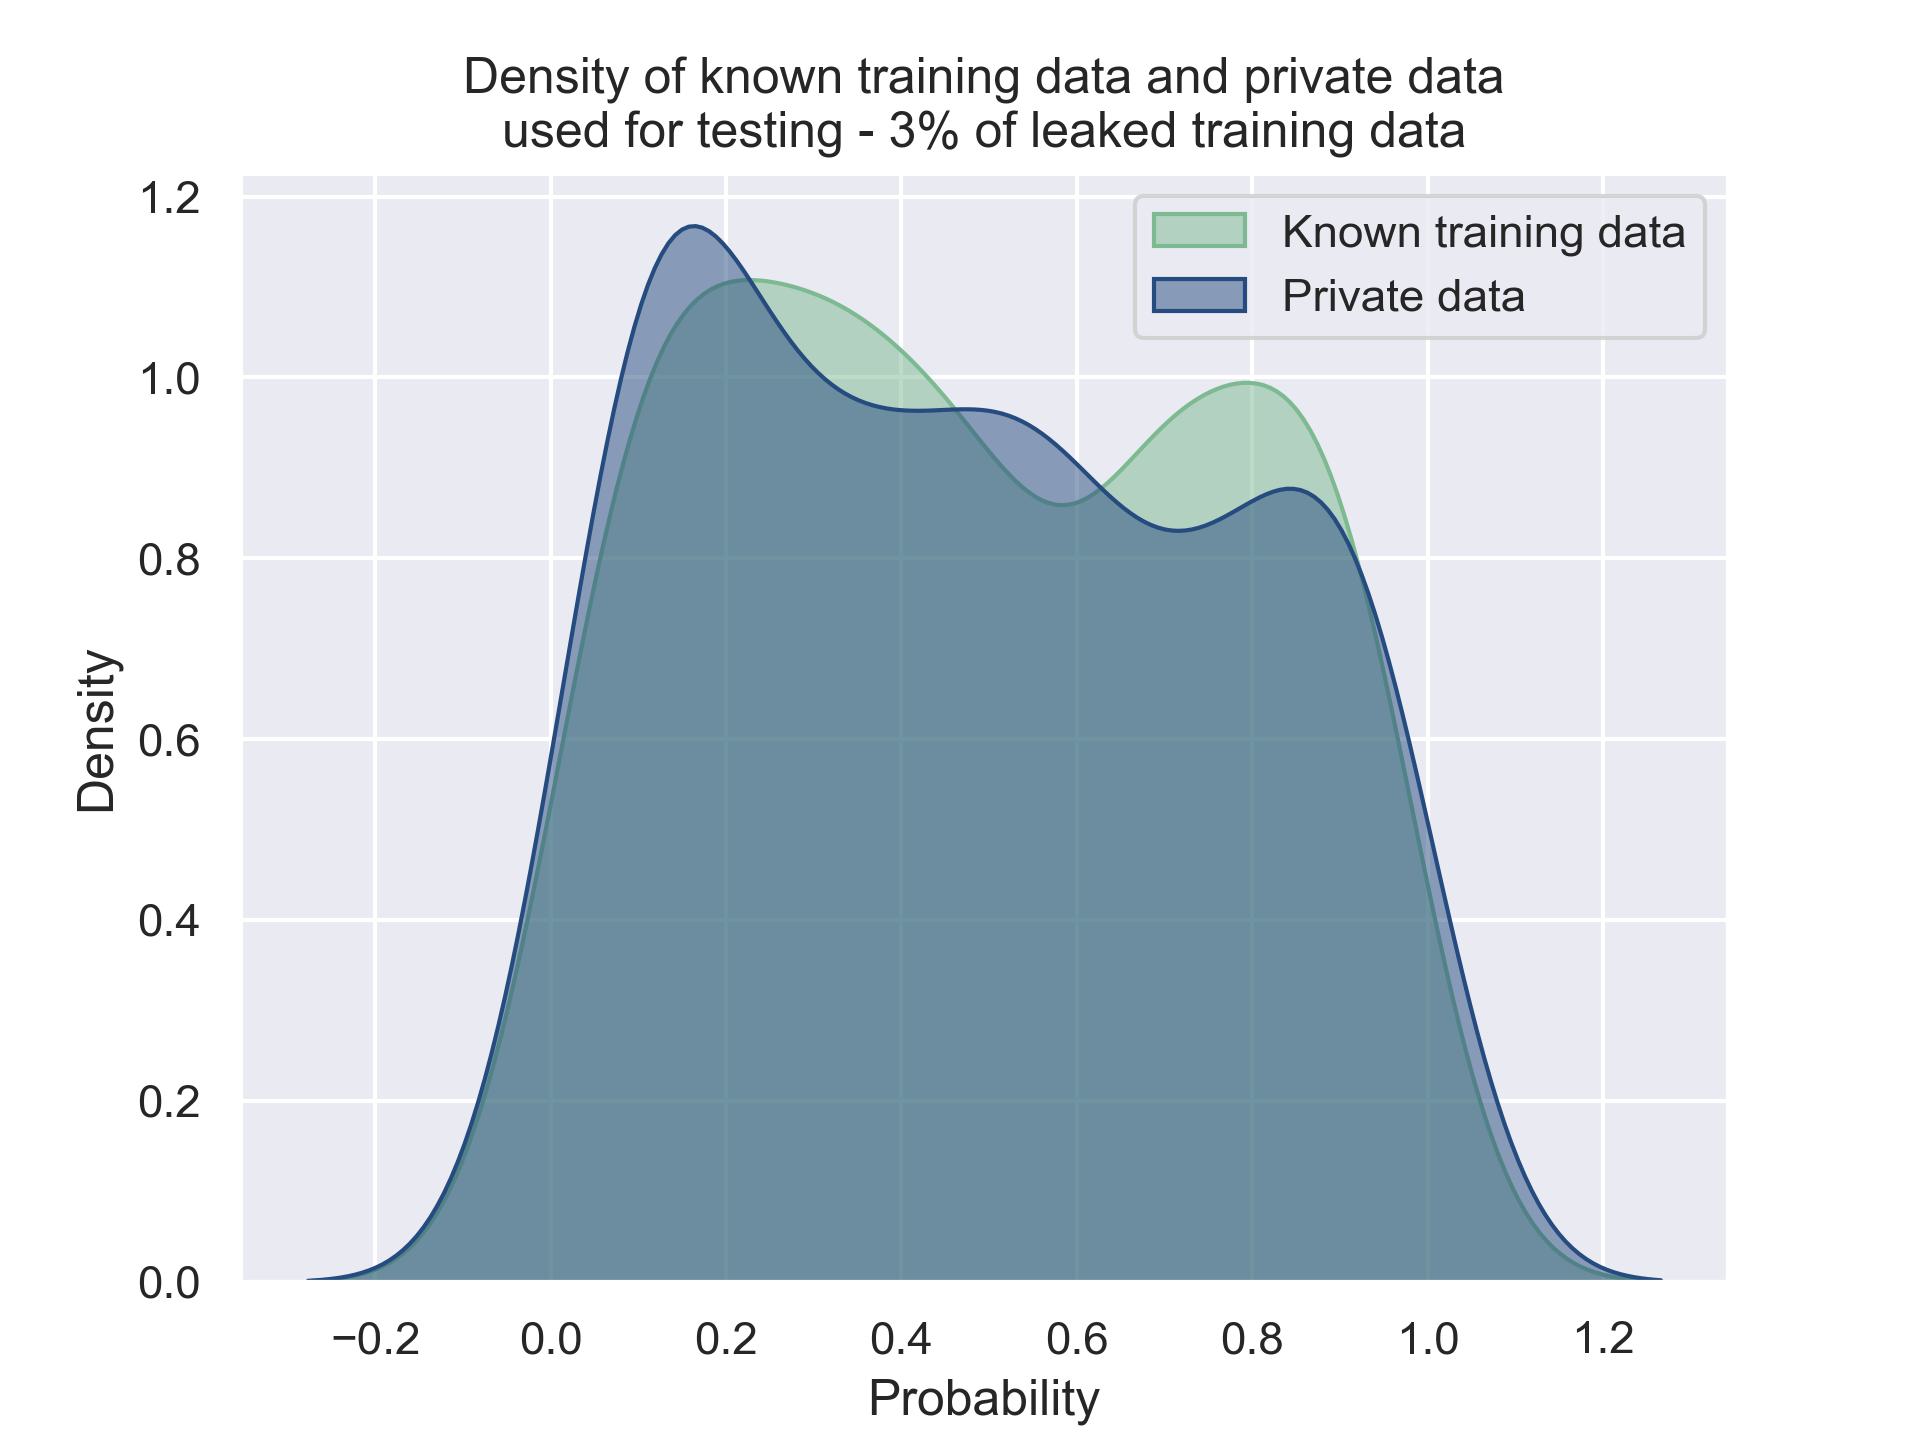 Density of known training data and private data
used for testing - 3% of leaked training data
Known training data
Private data
1.2
1.0
0.8
0.6
0.4
0.2
0.0
Density
−0.2 0.0 0.2 0.4 0.6 0.8 1.0 1.2
Probability